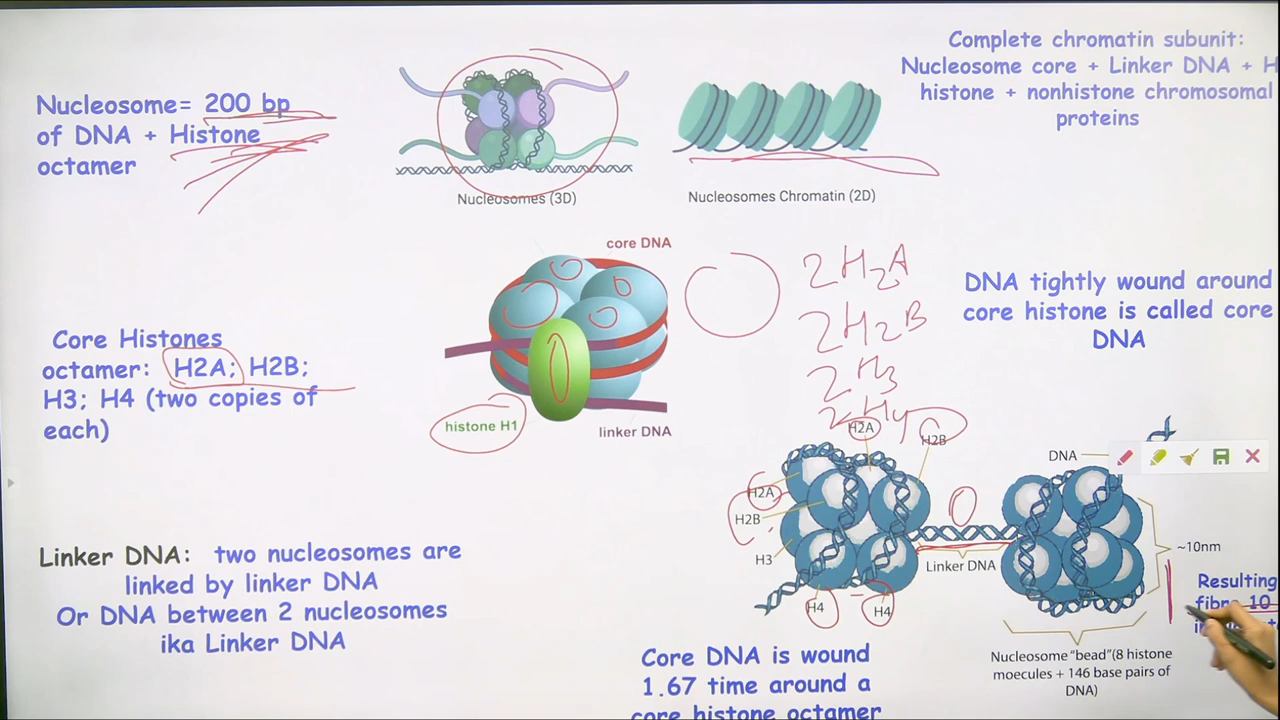 Complete chromatin subunit:
Nucleosome core + Linker DNA + H
histone + nonhistone chromosomal
proteins
Nucleosome= 200 bp
of DNA + Histone
octamer
Nucleosomes (3D)
Nucleosomes Chromatin (2D)
core DNA
histone H1
linker DNA
2H2A
2H2B
2H3
2H4
DNA tightly wound around
core histone is called core
DNA
Core Histones
octamer: H2A; H2B;
H3; H4 (two copies of
each)
H2A
H2B
H2A
H2B
H3
H4
H4
Linker DNA
DNA
~10nm
Nucleosome “bead”(8 histone
moecules + 146 base pairs of
DNA)
Resulting
fibre 10
Linker DNA: two nucleosomes are
linked by linker DNA
Or DNA between 2 nucleosomes
ika Linker DNA
Core DNA is wound
1.67 time around a
core histone octamer